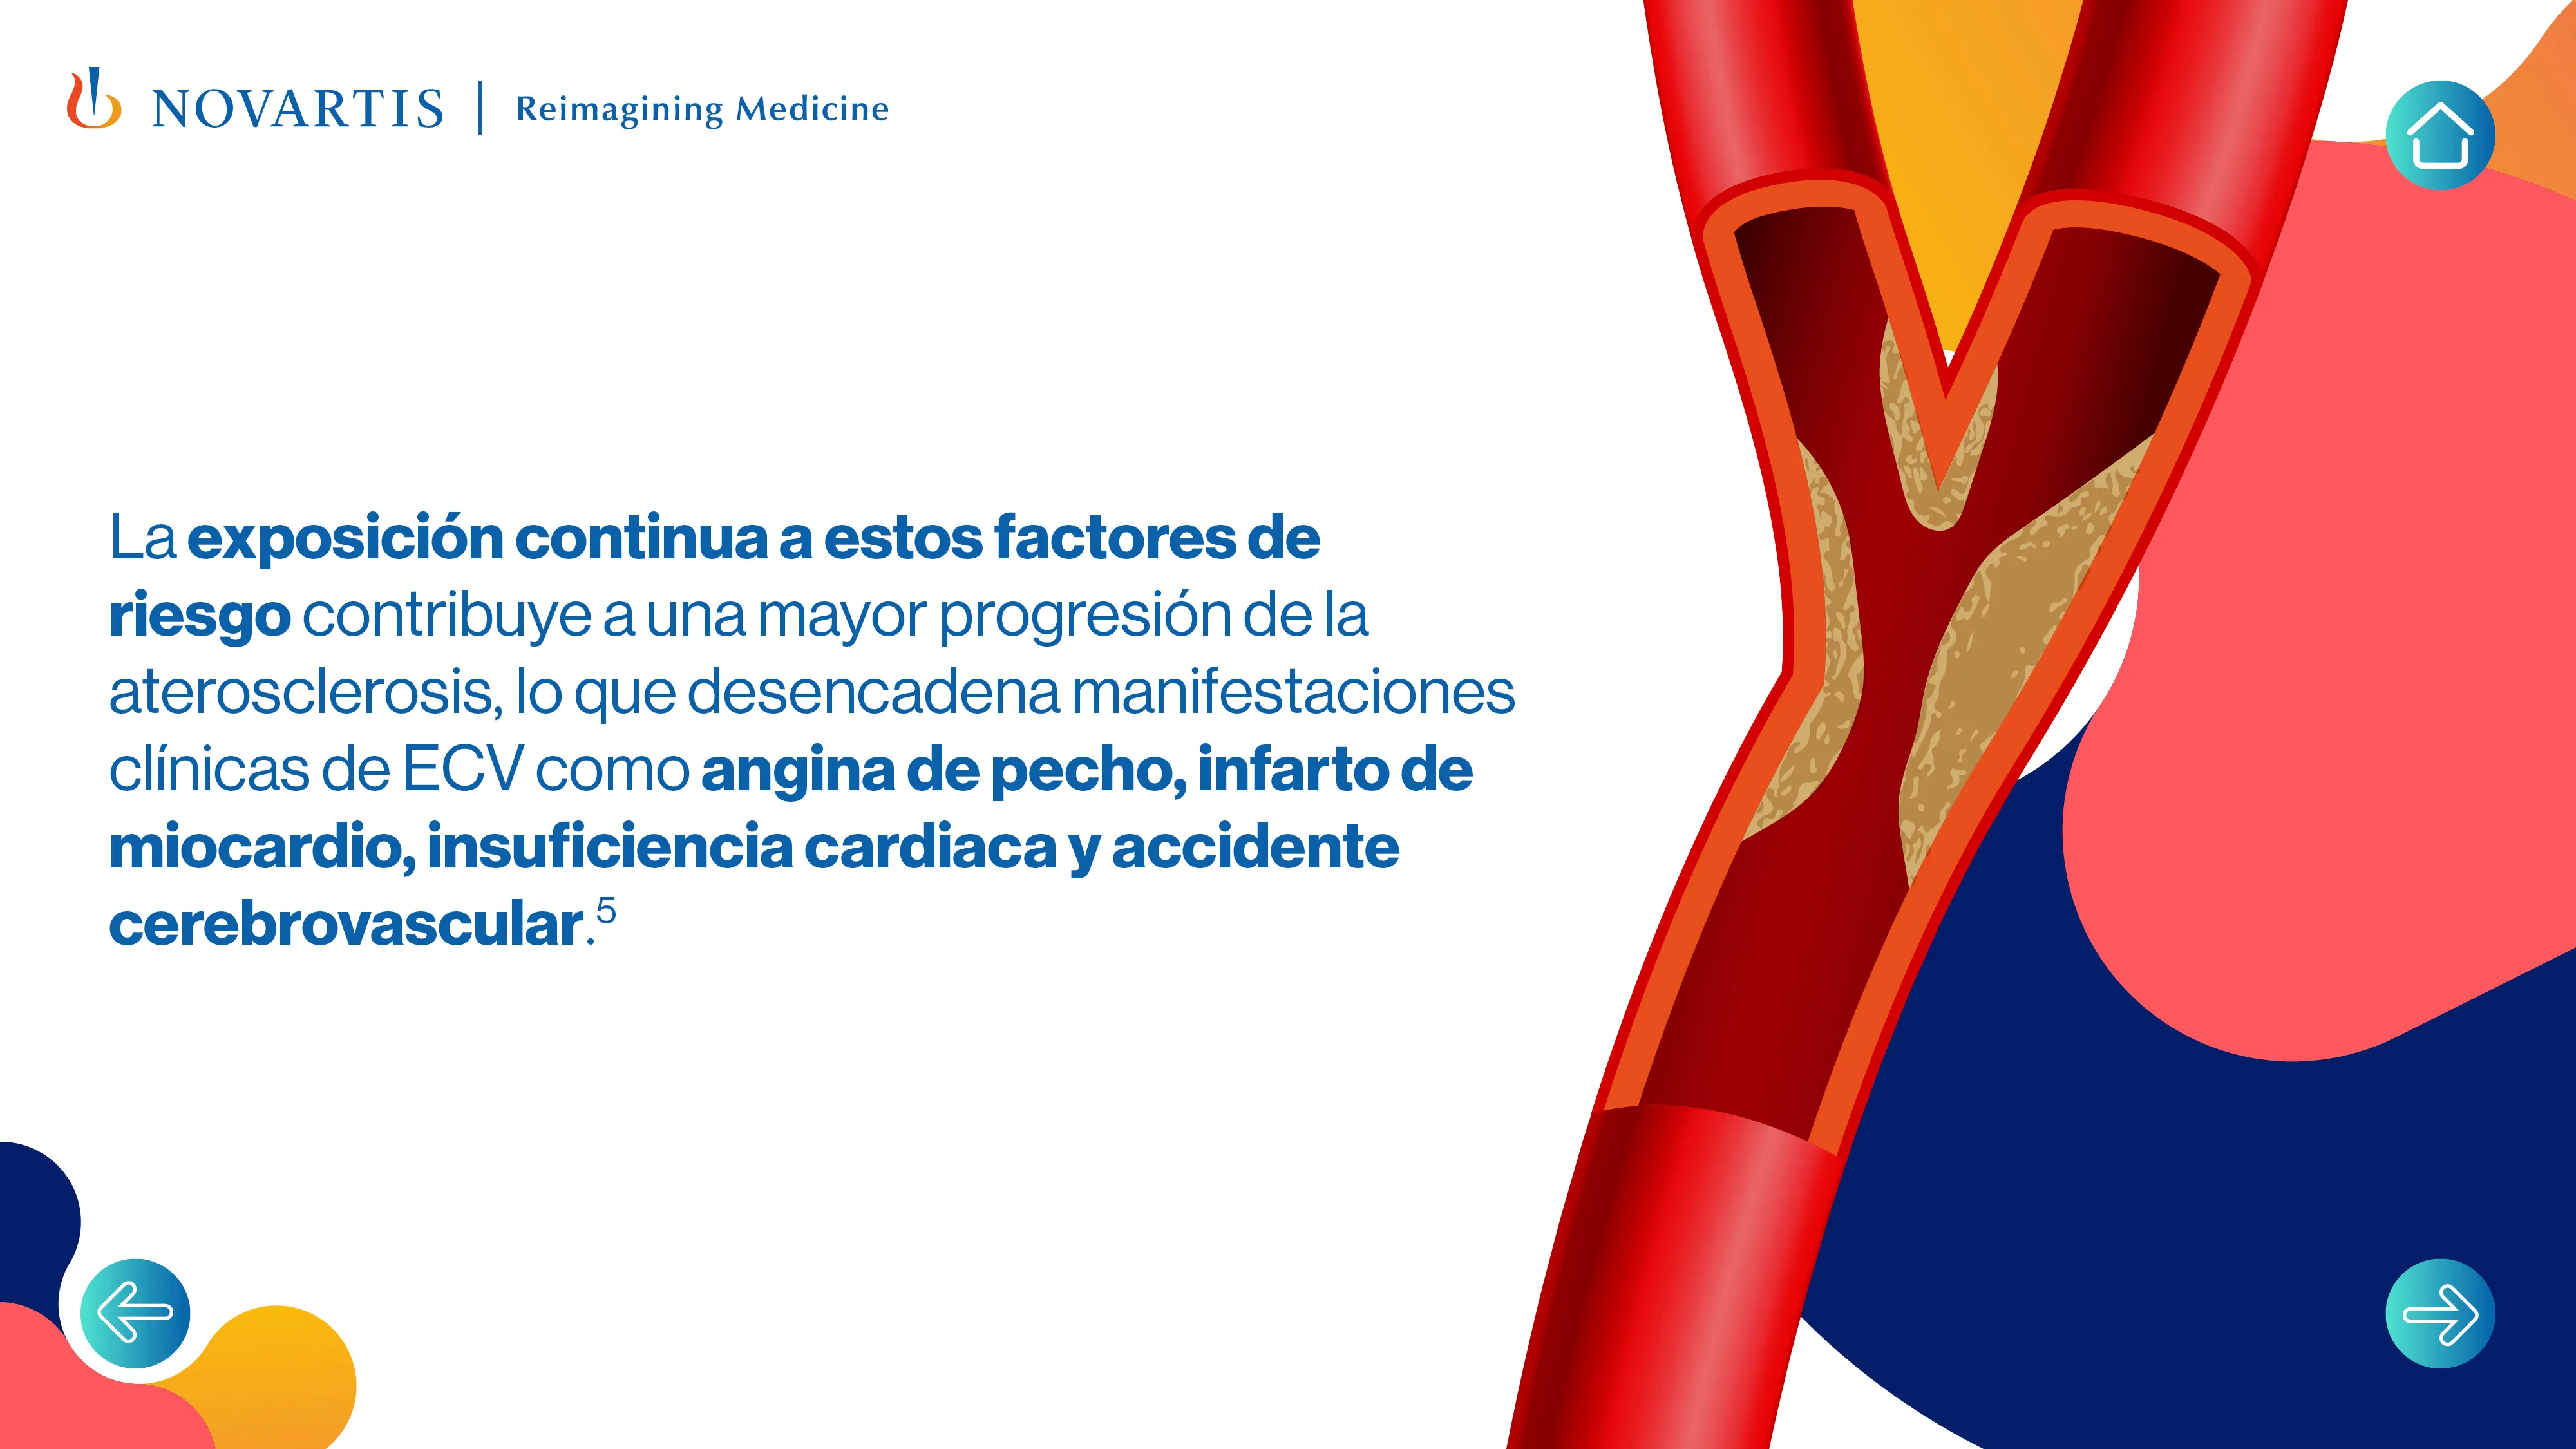 NOVARTIS | Reimagining Medicine
La exposición continua a estos factores de
riesgo contribuye a una mayor progresión de la
aterosclerosis, lo que desencadena manifestaciones
clínicas de ECV como angina de pecho, infarto de
miocardio, insuficiencia cardiaca y accidente
cerebrovascular.⁵